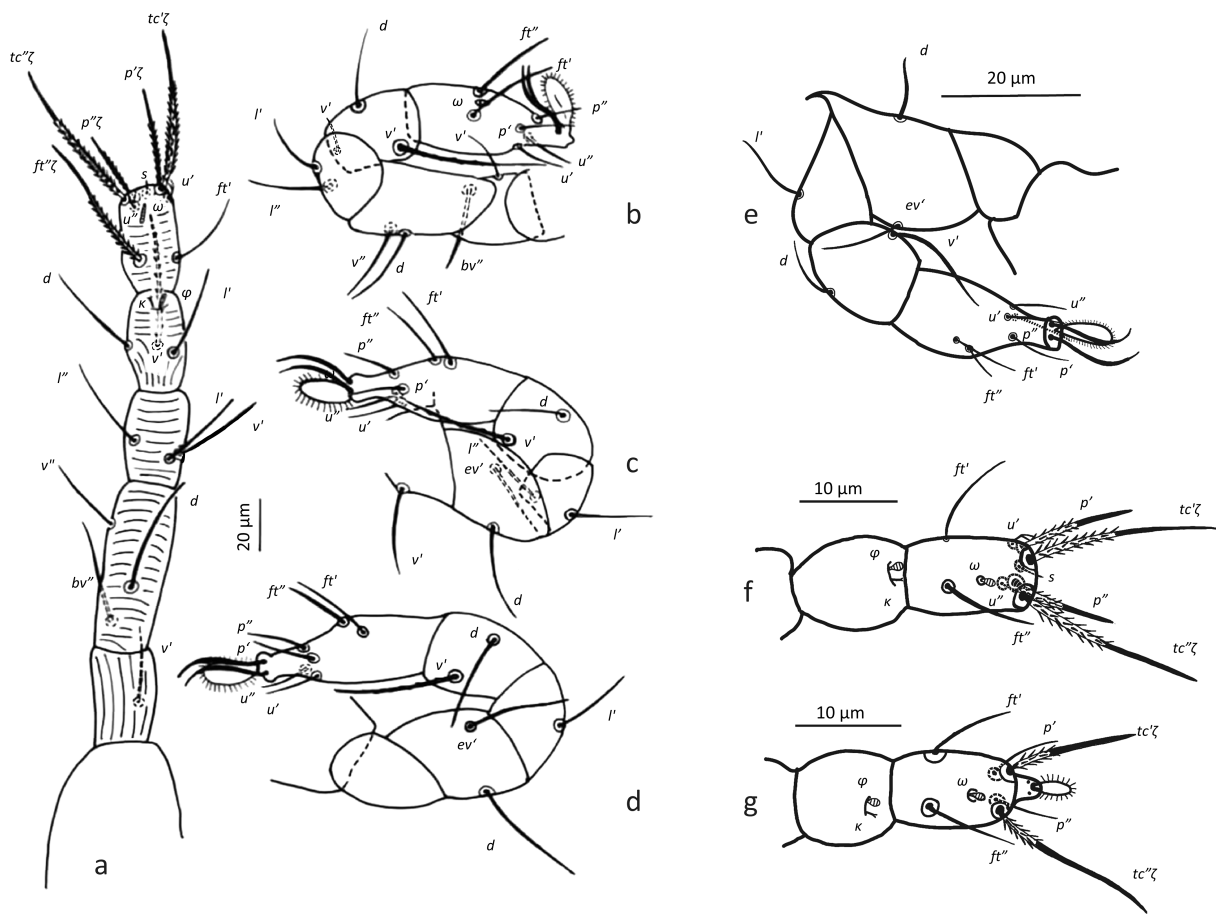 tc'ζ
tc"ζ
p'ζ
p"ζ
ft"ζ
s
u'
u"
ω
ft'
d
κ
φ
l'
v'
l"
l'
v'
v"
d
bv"
v'
a
d
ft"
ft'
v'
ω
p"
l'
v'
v'
p'
u"
u'
l"
b
v"
d
bv"
ft'
ft"
p"
p'
d
u"
u'
v'
l"
ev'
c
l'
v'
d
20 µm
ft'
ft"
p"
p'
d
v'
u"
u'
l'
ev'
d
d
d
20 µm
l'
ev'
e
v'
d
u"
u'
p"
ft'
p'
ft"
10 µm
ft'
p'
tc'ζ
u'
φ
ω
s
f
κ
u"
p"
ft"
tc"ζ
10 µm
ft'
p'
tc'ζ
φ
ω
g
κ
p"
ft"
tc"ζ